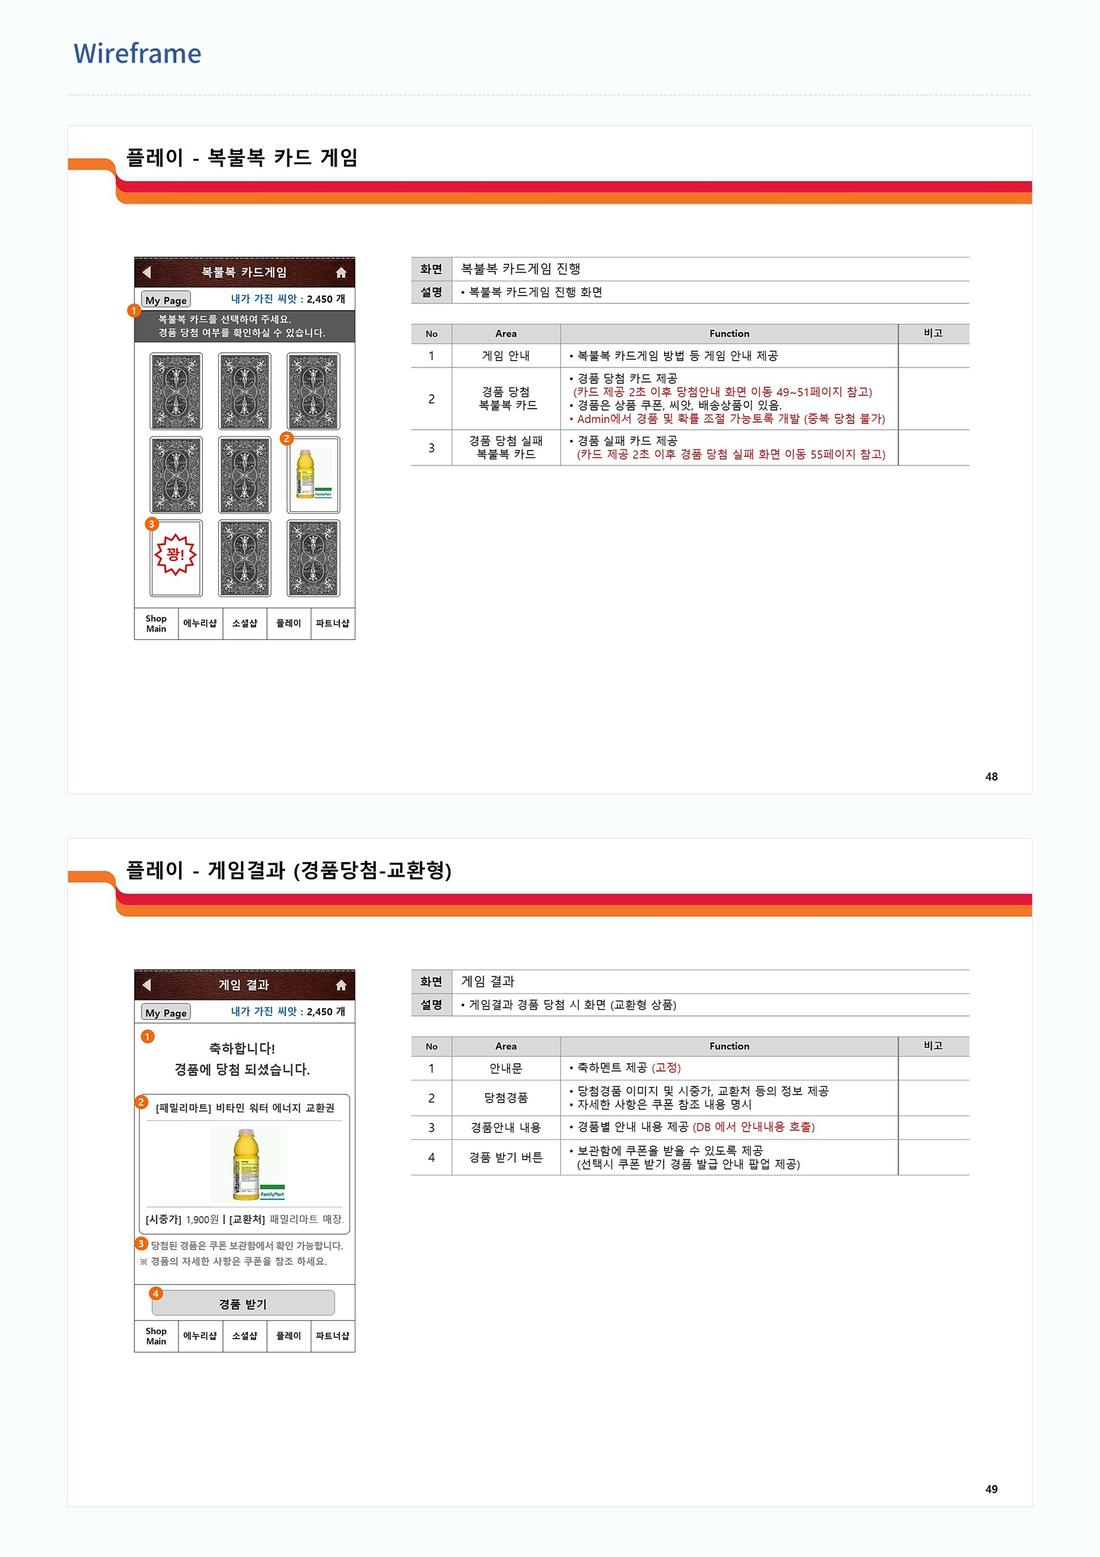 Wireframe
플레이 - 복불복 카드 게임
복불복 카드게임
My Page
내가 가진 씨앗 : 2,450 개
1
복불복 카드를 선택하여 주세요.
경품 당첨 여부를 확인하실 수 있습니다.
2
FamilyMart
3
꽝!
Shop Main
에누리샵
소셜샵
플레이
파트너샵
화면 복불복 카드게임 진행
설명 • 복불복 카드게임 진행 화면
No Area Function 비고
1 게임 안내 • 복불복 카드게임 방법 등 게임 안내 제공
2 경품 당첨 복불복 카드
• 경품 당첨 카드 제공
(카드 제공 2초 이후 당첨안내 화면 이동 49~51페이지 참고)
• 경품은 상품 쿠폰, 씨앗, 배송상품이 있음.
• Admin에서 경품 및 확률 조절 가능토록 개발 (중복 당첨 불가)
3 경품 당첨 실패 복불복 카드
• 경품 실패 카드 제공
(카드 제공 2초 이후 경품 당첨 실패 화면 이동 55페이지 참고)
48
플레이 - 게임결과 (경품당첨-교환형)
게임 결과
My Page
내가 가진 씨앗 : 2,450 개
1
축하합니다!
경품에 당첨 되셨습니다.
2
[패밀리마트] 비타민 워터 에너지 교환권
FamilyMart
[시중가] 1,900원 | [교환처] 패밀리마트 매장.
3 당첨된 경품은 쿠폰 보관함에서 확인 가능합니다.
※ 경품의 자세한 사항은 쿠폰을 참조 하세요.
4
경품 받기
Shop Main
에누리샵
소셜샵
플레이
파트너샵
화면 게임 결과
설명 • 게임결과 경품 당첨 시 화면 (교환형 상품)
No Area Function 비고
1 안내문 • 축하멘트 제공 (고정)
2 당첨경품
• 당첨경품 이미지 및 시중가, 교환처 등의 정보 제공
• 자세한 사항은 쿠폰 참조 내용 명시
3 경품안내 내용 • 경품별 안내 내용 제공 (DB 에서 안내내용 호출)
4 경품 받기 버튼
• 보관함에 쿠폰을 받을 수 있도록 제공
(선택시 쿠폰 받기 경품 발급 안내 팝업 제공)
49